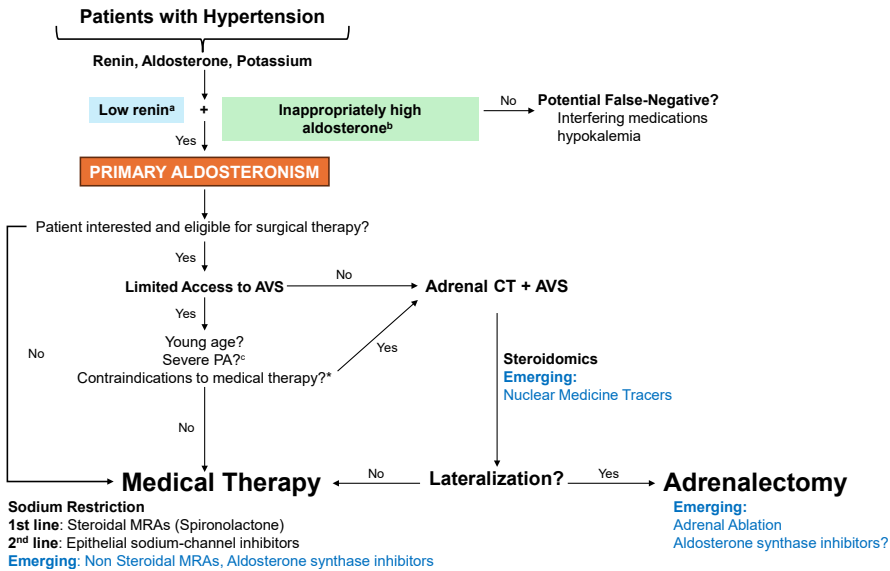 Patients with Hypertension
Renin, Aldosterone, Potassium
Low reninᵃ
+
Inappropriately high
aldosteroneᵇ
No
Potential False-Negative?
Interfering medications
hypokalemia
Yes
PRIMARY ALDOSTERONISM
Patient interested and eligible for surgical therapy?
Yes
Limited Access to AVS
No
Adrenal CT + AVS
Yes
Young age?
Severe PA?ᶜ
Contraindications to medical therapy?*
Yes
No
Steroidomics
Emerging:
Nuclear Medicine Tracers
No
Medical Therapy
No
Lateralization?
Yes
Adrenalectomy
Sodium Restriction
1st line: Steroidal MRAs (Spironolactone)
2ⁿᵈ line: Epithelial sodium-channel inhibitors
Emerging: Non Steroidal MRAs, Aldosterone synthase inhibitors
Emerging:
Adrenal Ablation
Aldosterone synthase inhibitors?